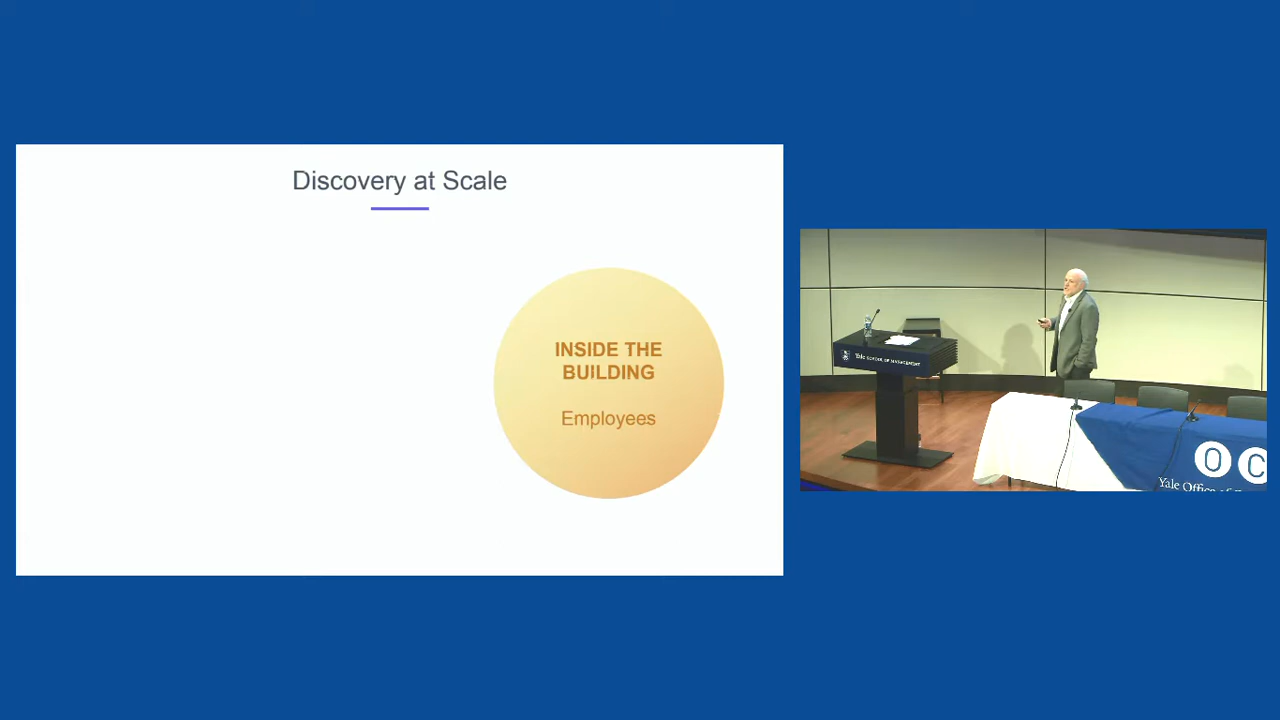 Discovery at Scale
INSIDE THE
BUILDING
Employees
Yale SCHOOL OF MANAGEMENT
O C
Yale Office of